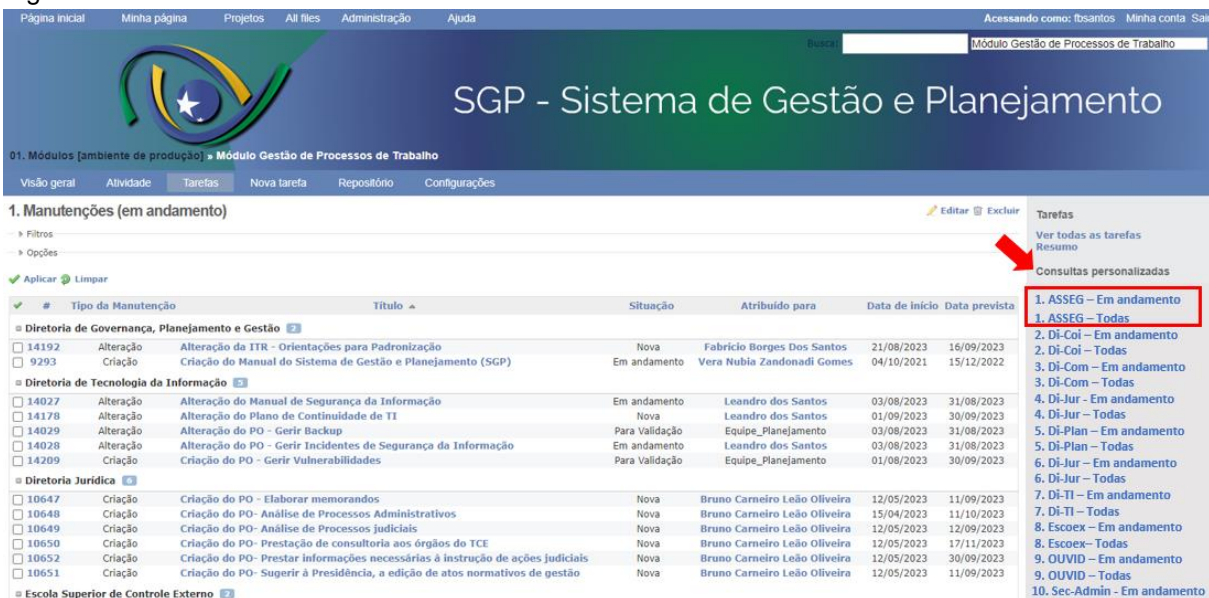 Página inicial Minha página Projetos All files Administração Ajuda Acessando como: fbsantos Minha conta Sair
Busca: Módulo Gestão de Processos de Trabalho
SGP - Sistema de Gestão e Planejamento
01. Módulos [ambiente de produção] » Módulo Gestão de Processos de Trabalho
Visão geral Atividade Tarefas Nova tarefa Repositório Configurações
1. Manutenções (em andamento) Editar Excluir
Filtros
Opções
Aplicar Limpar
# Tipo da Manutenção Título Situação Atribuído para Data de início Data prevista
Diretoria de Governança, Planejamento e Gestão 2
14192 Alteração Alteração da ITR - Orientações para Padronização Nova Fabricio Borges Dos Santos 21/08/2023 16/09/2023
9293 Criação Criação do Manual do Sistema de Gestão e Planejamento (SGP) Em andamento Vera Nubia Zandonadi Gomes 04/10/2021 15/12/2022
Diretoria de Tecnologia da Informação 5
14027 Alteração Alteração do Manual de Segurança da Informação Em andamento Leandro dos Santos 03/08/2023 31/08/2023
14178 Alteração Alteração do Plano de Continuidade de TI Nova Leandro dos Santos 01/09/2023 30/09/2023
14029 Alteração Alteração do PO - Gerir Backup Para Validação Equipe_Planejamento 03/08/2023 31/08/2023
14028 Alteração Alteração do PO - Gerir Incidentes de Segurança da Informação Em andamento Leandro dos Santos 03/08/2023 31/08/2023
14209 Criação Criação do PO - Gerir Vulnerabilidades Para Validação Equipe_Planejamento 01/08/2023 30/09/2023
Diretoria Jurídica 6
10647 Criação Criação do PO - Elaborar memorandos Nova Bruno Carneiro Leão Oliveira 12/05/2023 11/09/2023
10648 Criação Criação do PO- Análise de Processos Administrativos Nova Bruno Carneiro Leão Oliveira 15/04/2023 11/10/2023
10649 Criação Criação do PO- Análise de Processos judiciais Nova Bruno Carneiro Leão Oliveira 12/05/2023 12/09/2023
10650 Criação Criação do PO- Prestação de consultoria aos órgãos do TCE Nova Bruno Carneiro Leão Oliveira 12/05/2023 17/11/2023
10652 Criação Criação do PO- Prestar informações necessárias à instrução de ações judiciais Nova Bruno Carneiro Leão Oliveira 12/05/2023 30/09/2023
10651 Criação Criação do PO- Sugerir à Presidência, a edição de atos normativos de gestão Nova Bruno Carneiro Leão Oliveira 12/05/2023 11/09/2023
Escola Superior de Controle Externo 2
Tarefas
Ver todas as tarefas
Resumo
Consultas personalizadas
1. ASSEG – Em andamento
1. ASSEG – Todas
2. Di-Coi – Em andamento
2. Di-Coi – Todas
3. Di-Com – Em andamento
3. Di-Com – Todas
4. Di-Jur - Em andamento
4. Di-Jur – Todas
5. Di-Plan – Em andamento
5. Di-Plan – Todas
6. Di-Jur – Em andamento
6. Di-Jur – Todas
7. Di-TI – Em andamento
7. Di-TI – Todas
8. Escoex – Em andamento
8. Escoex– Todas
9. OUVID – Em andamento
9. OUVID – Todas
10. Sec-Admin - Em andamento